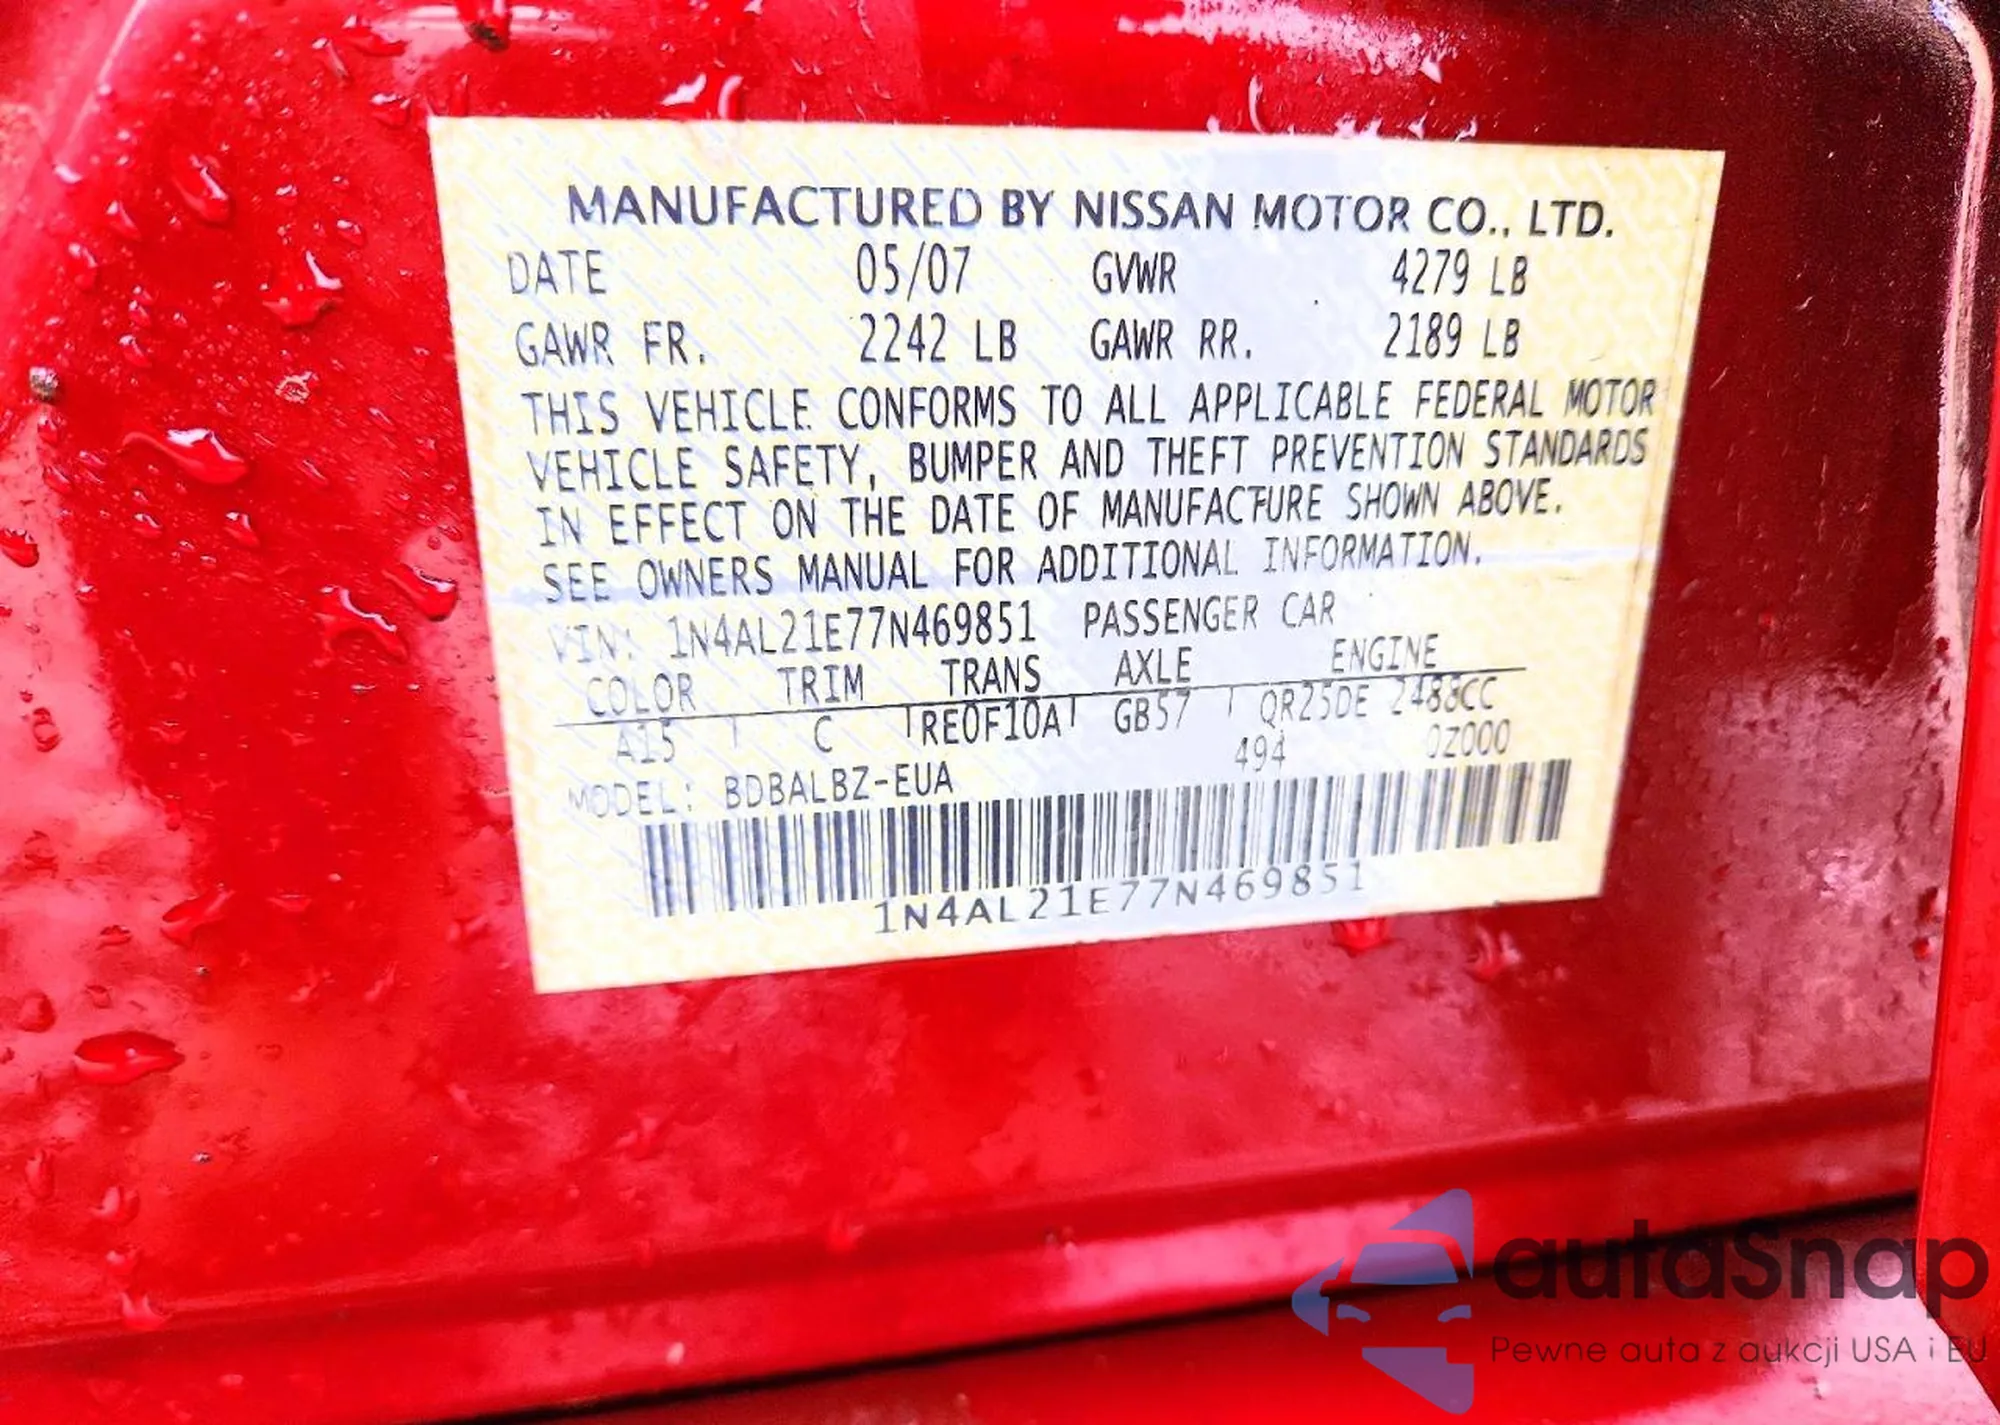 MANUFACTURED BY NISSAN MOTOR CO., LTD.
DATE 05/07 GVWR 4279 LB
GAWR FR. 2242 LB GAWR RR. 2189 LB
THIS VEHICLE CONFORMS TO ALL APPLICABLE FEDERAL MOTOR
VEHICLE SAFETY, BUMPER AND THEFT PREVENTION STANDARDS
IN EFFECT ON THE DATE OF MANUFACTURE SHOWN ABOVE.
SEE OWNERS MANUAL FOR ADDITIONAL INFORMATION.
VIN: 1N4AL21E77N469851 PASSENGER CAR
COLOR TRIM TRANS AXLE ENGINE
A15 C RE0F10A GB57 QR25DE 2488CC
494 0Z000
MODEL: BDBALBZ-EUA
1N4AL21E77N469851
autaSnap
Pewne auta z aukcji USA i EU